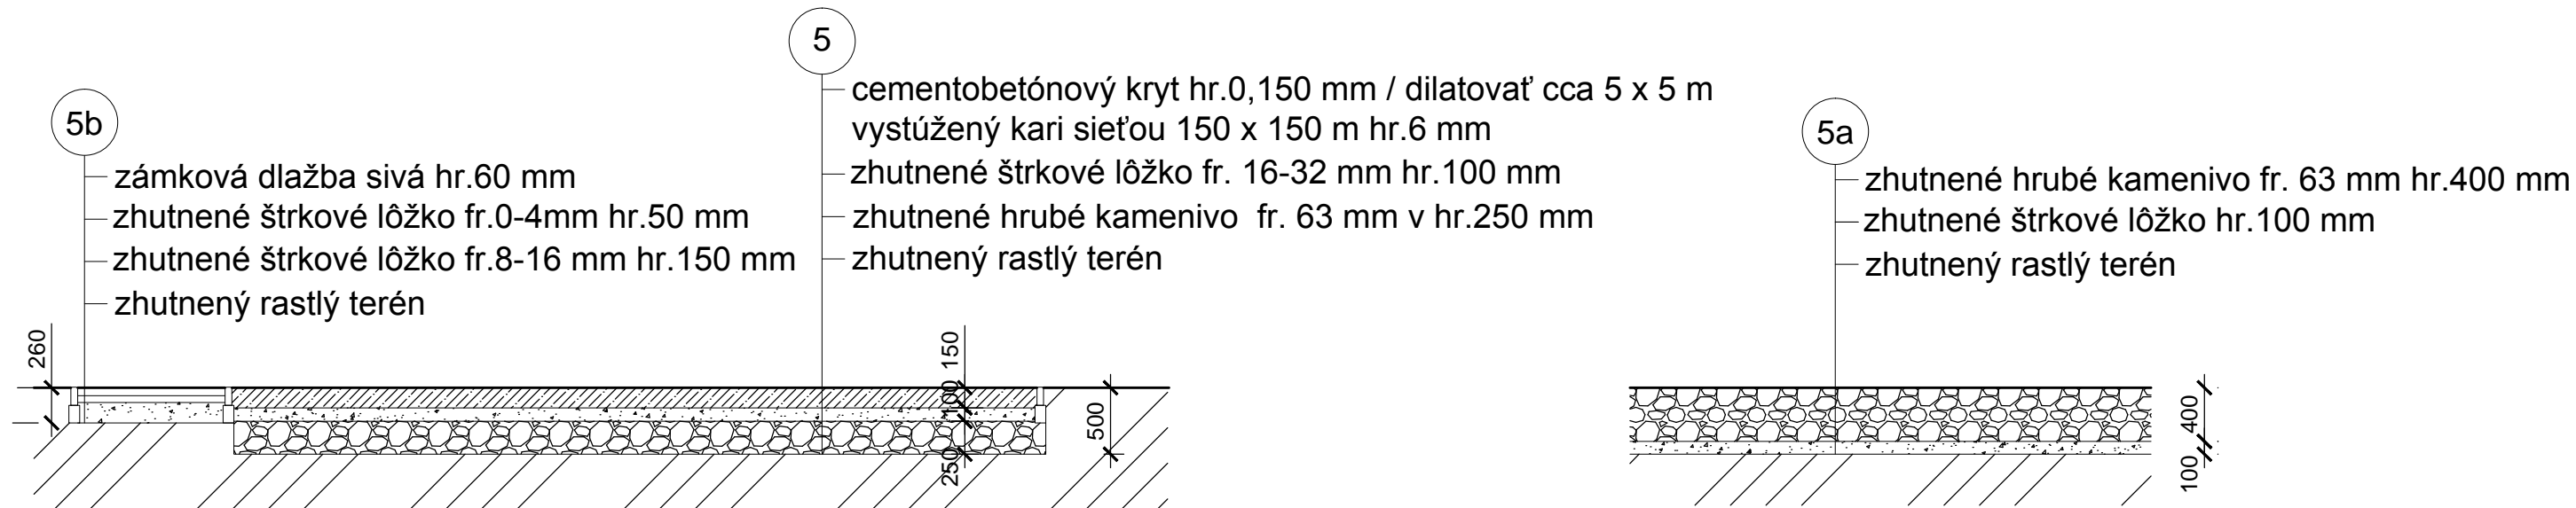 5b
zámková dlažba sivá hr.60 mm
zhutnené štrkové lôžko fr.0-4mm hr.50 mm
zhutnené štrkové lôžko fr.8-16 mm hr.150 mm
zhutnený rastlý terén
260
5
cementobetónový kryt hr.0,150 mm / dilatovať cca 5 x 5 m
vystúžený kari sieťou 150 x 150 m hr.6 mm
zhutnené štrkové lôžko fr. 16-32 mm hr.100 mm
zhutnené hrubé kamenivo fr. 63 mm v hr.250 mm
zhutnený rastlý terén
150
100
250
500
5a
zhutnené hrubé kamenivo fr. 63 mm hr.400 mm
zhutnené štrkové lôžko hr.100 mm
zhutnený rastlý terén
400
100